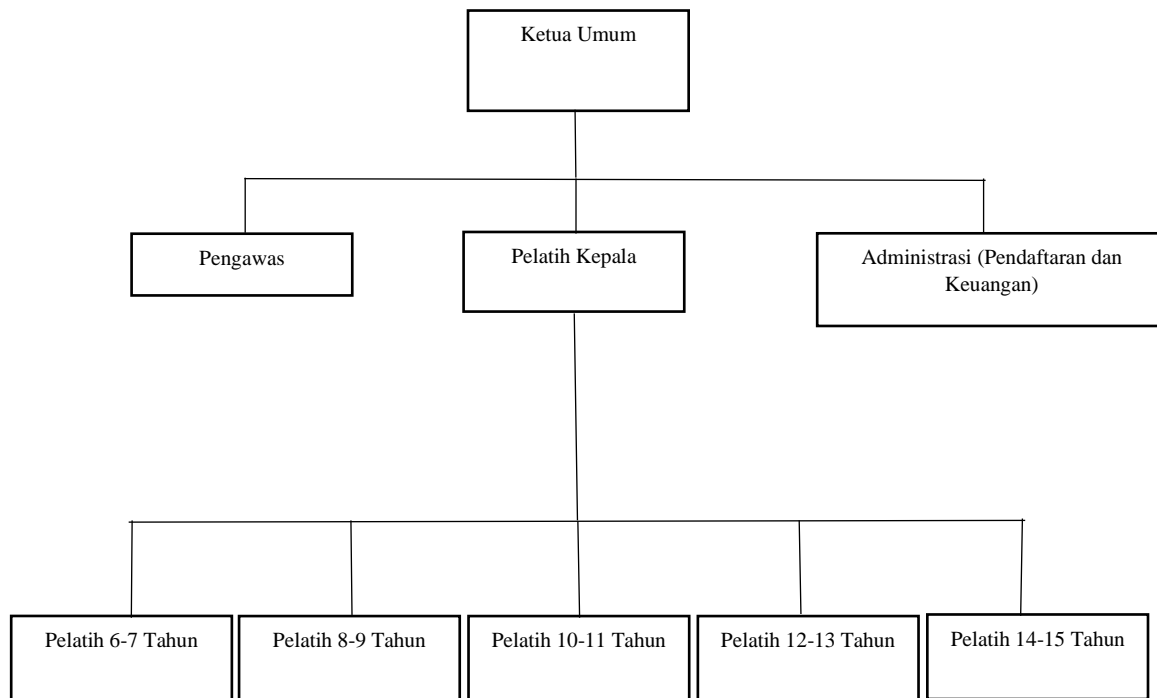 Ketua Umum
Pengawas
Pelatih Kepala
Administrasi (Pendaftaran dan
Keuangan)
Pelatih 6-7 Tahun
Pelatih 8-9 Tahun
Pelatih 10-11 Tahun
Pelatih 12-13 Tahun
Pelatih 14-15 Tahun